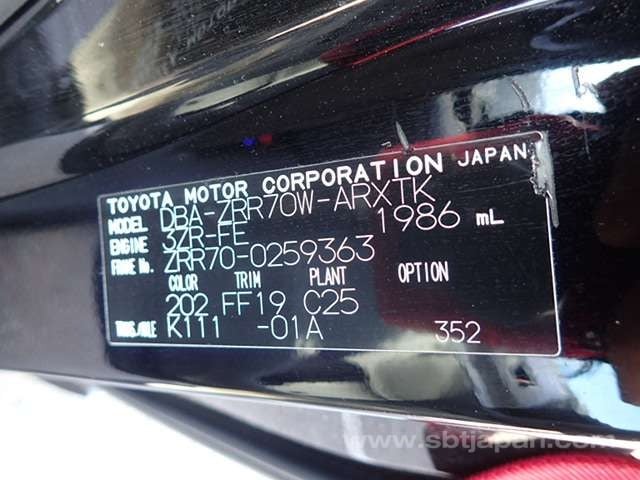 TOYOTA MOTOR CORPORATION JAPAN
MODEL DBA-ZRR70W-ARXTK
ENGINE 3ZR-FE 1986 mL
FRAME No. ZRR70-0259363
COLOR TRIM PLANT OPTION
202 FF19 C25
TRANS/AXLE K111 -01A 352
www.sbtjapan.com